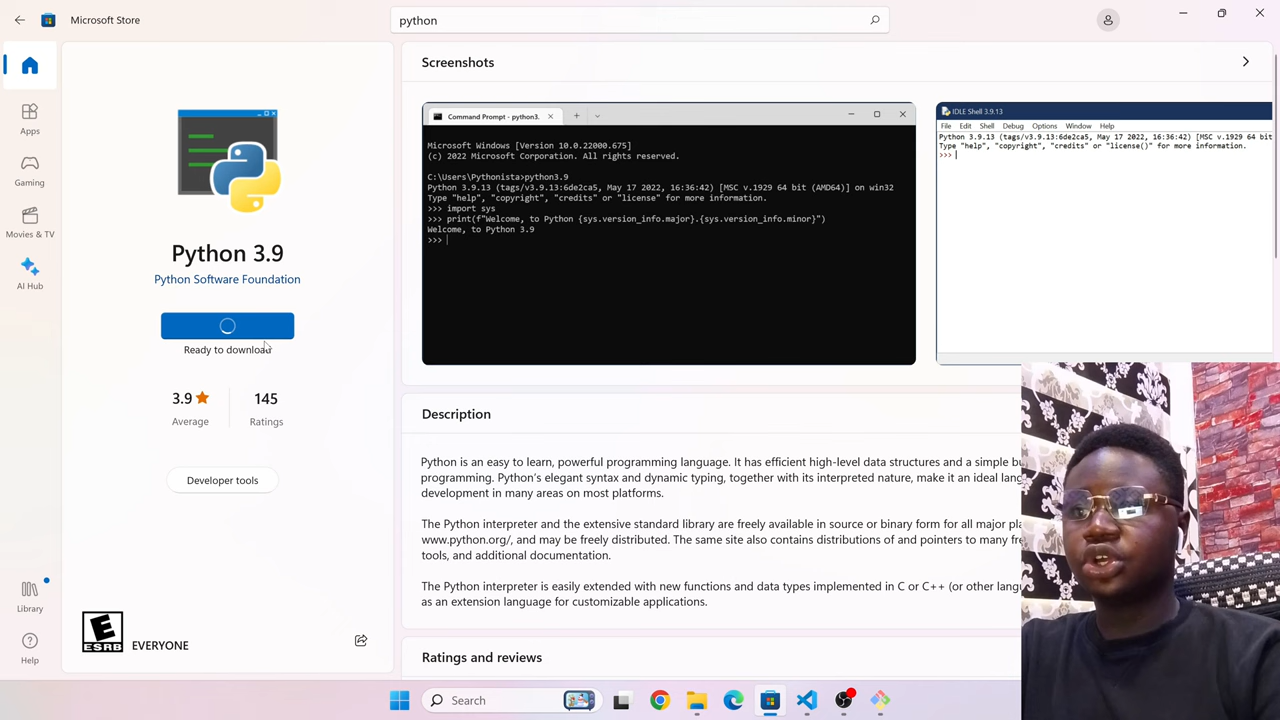 Microsoft Store
python
Apps
Gaming
Movies & TV
AI Hub
Library
Help
Python 3.9
Python Software Foundation
Ready to download
3.9
Average
145
Ratings
Developer tools
E
ESRB
EVERYONE
Screenshots
Command Prompt - python3.
Microsoft Windows [Version 10.0.22000.675]
(c) 2022 Microsoft Corporation. All rights reserved.
C:\Users\Pythonista>python3.9
Python 3.9.13 (tags/v3.9.13:6de2ca5, May 17 2022, 16:36:42) [MSC v.1929 64 bit (AMD64)] on win32
Type "help", "copyright", "credits" or "license" for more information.
>>> import sys
>>> print(f"Welcome, to Python {sys.version_info.major}.{sys.version_info.minor}")
Welcome, to Python 3.9
>>>
IDLE Shell 3.9.13
File Edit Shell Debug Options Window Help
Python 3.9.13 (tags/v3.9.13:6de2ca5, May 17 2022, 16:36:42) [MSC v.1929 64 bit
Type "help", "copyright", "credits" or "license()" for more information.
>>>
Description
Python is an easy to learn, powerful programming language. It has efficient high-level data structures and a simple bu
programming. Python's elegant syntax and dynamic typing, together with its interpreted nature, make it an ideal lang
development in many areas on most platforms.
The Python interpreter and the extensive standard library are freely available in source or binary form for all major pla
www.python.org/, and may be freely distributed. The same site also contains distributions of and pointers to many fre
tools, and additional documentation.
The Python interpreter is easily extended with new functions and data types implemented in C or C++ (or other langu
as an extension language for customizable applications.
Ratings and reviews
Search